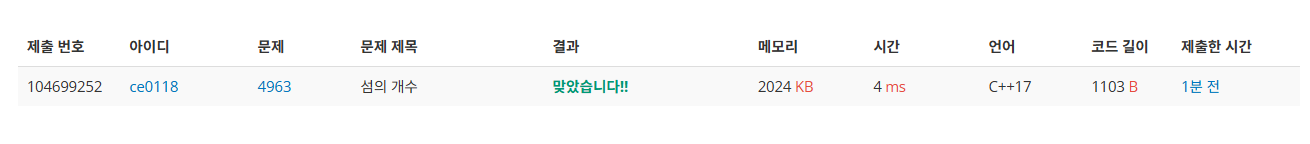 제출 번호 아이디 문제 문제 제목 결과 메모리 시간 언어 코드 길이 제출한 시간
104699252 ce0118 4963 섬의 개수 맞았습니다!! 2024 KB 4 ms C++17 1103 B 1분 전